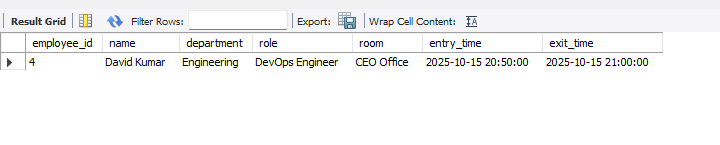 Result Grid Filter Rows: Export: Wrap Cell Content: IA
employee_id name department role room entry_time exit_time
4 David Kumar Engineering DevOps Engineer CEO Office 2025-10-15 20:50:00 2025-10-15 21:00:00